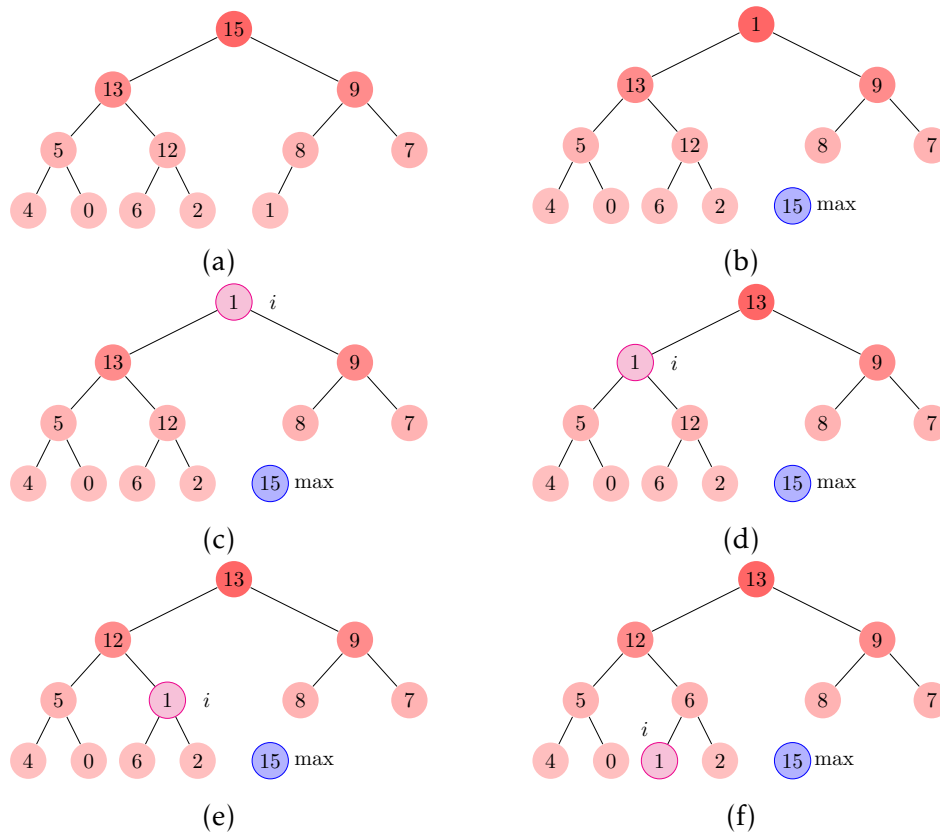 15
1
13 9
13 9
5 12 8 7
5 12 8 7
4 0 6 2 1
4 0 6 2 15 max
(a)
(b)
1 i
13
13 9
1 i 9
5 12 8 7
5 12 8 7
4 0 6 2 15 max
4 0 6 2 15 max
(c)
(d)
13
13
12 9
12 9
5 1 i 8 7
5 6 8 7
i
4 0 6 2 15 max
4 0 1 2 15 max
(e)
(f)